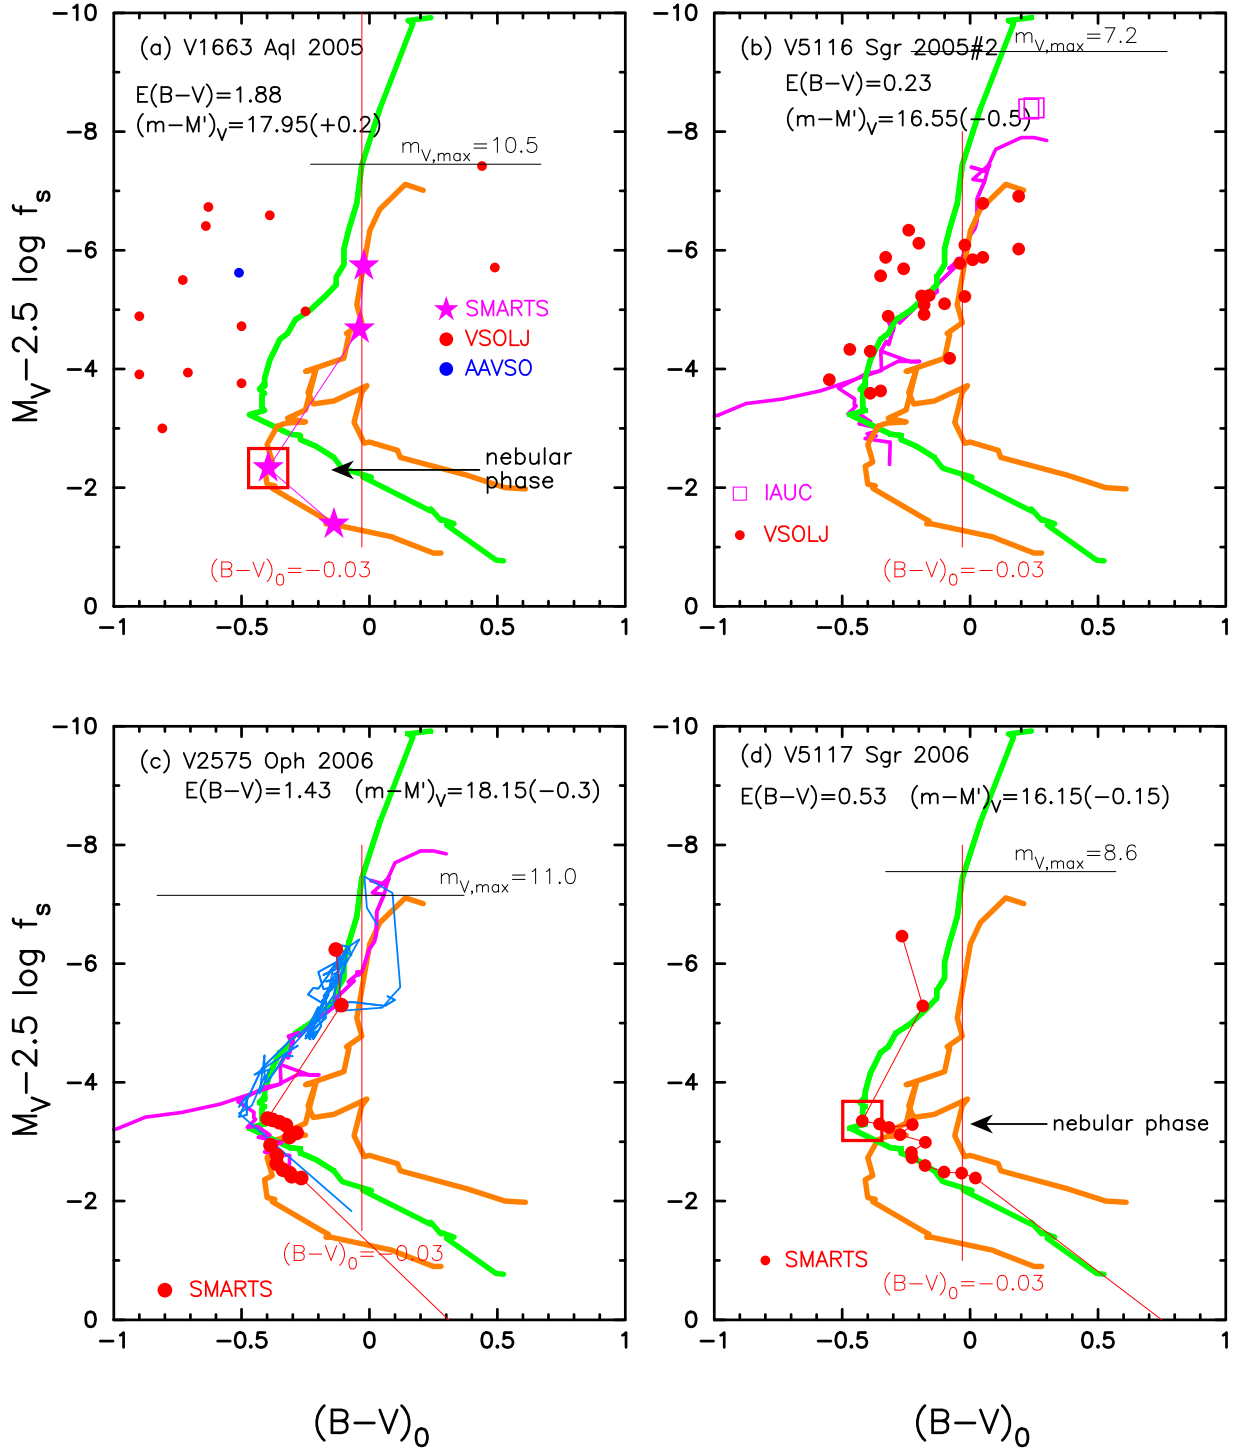 (a) V1663 Aql 2005
E(B−V)=1.88
(m−M')V=17.95(+0.2)
mV,max=10.5
SMARTS
VSOLJ
AAVSO
nebular
phase
(B−V)0=−0.03
−10
−8
−6
−4
−2
0
−1
−0.5
0
0.5
1
MV−2.5 log fs
(b) V5116 Sgr 2005#2
mV,max=7.2
E(B−V)=0.23
(m−M')V=16.55(−0.5)
IAUC
VSOLJ
(B−V)0=−0.03
−10
−8
−6
−4
−2
0
−1
−0.5
0
0.5
1
(c) V2575 Oph 2006
E(B−V)=1.43 (m−M')V=18.15(−0.3)
mV,max=11.0
(B−V)0=−0.03
SMARTS
−10
−8
−6
−4
−2
0
−1
−0.5
0
0.5
1
MV−2.5 log fs
(B−V)0
(d) V5117 Sgr 2006
E(B−V)=0.53 (m−M')V=16.15(−0.15)
mV,max=8.6
nebular phase
SMARTS
(B−V)0=−0.03
−10
−8
−6
−4
−2
0
−1
−0.5
0
0.5
1
(B−V)0